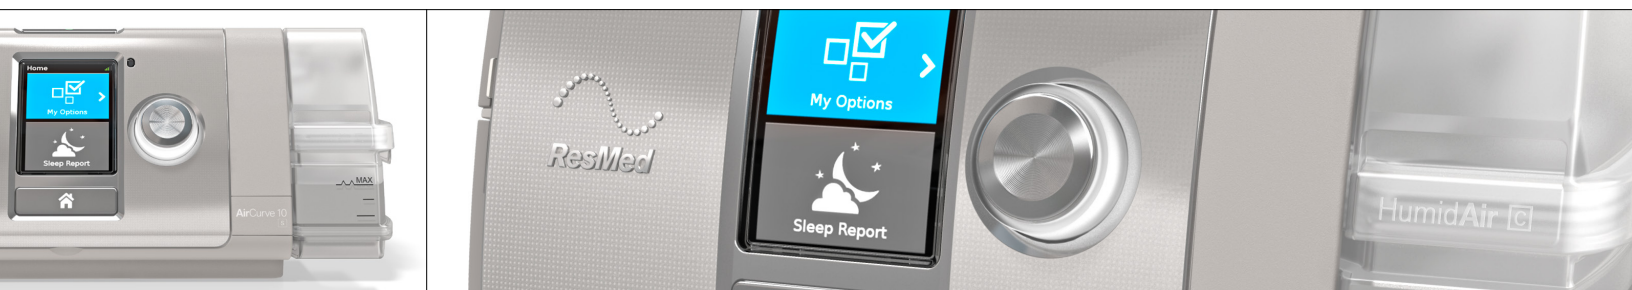 Home
My Options
Sleep Report
MAX
AirCurve 10
My Options
ResMed
Sleep Report
HumidAir C